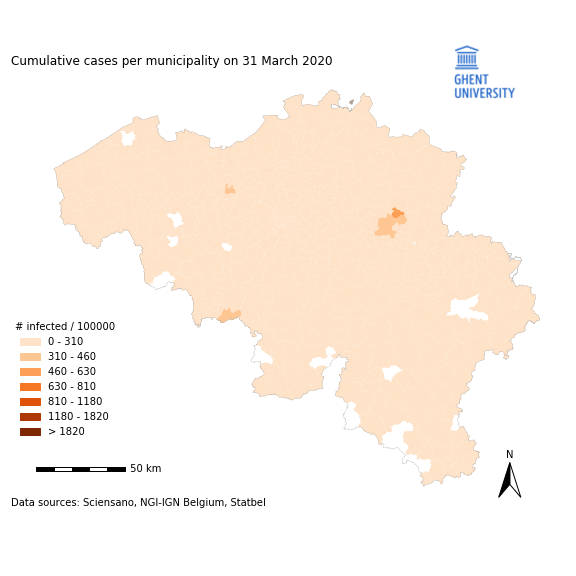 Cumulative cases per municipality on 31 March 2020
GHENT
UNIVERSITY
# infected / 100000
0 - 310
310 - 460
460 - 630
630 - 810
810 - 1180
1180 - 1820
> 1820
50 km
N
Data sources: Sciensano, NGI-IGN Belgium, Statbel